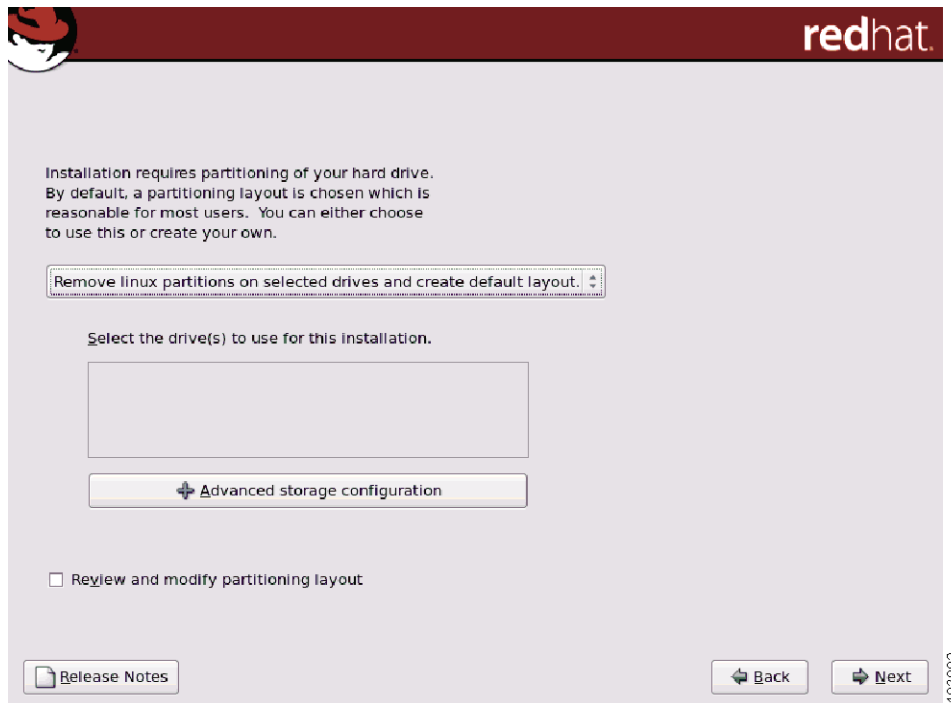 redhat.
Installation requires partitioning of your hard drive.
By default, a partitioning layout is chosen which is
reasonable for most users.  You can either choose
to use this or create your own.
Remove linux partitions on selected drives and create default layout.
Select the drive(s) to use for this installation.
Advanced storage configuration
Review and modify partitioning layout
Release Notes
Back
Next